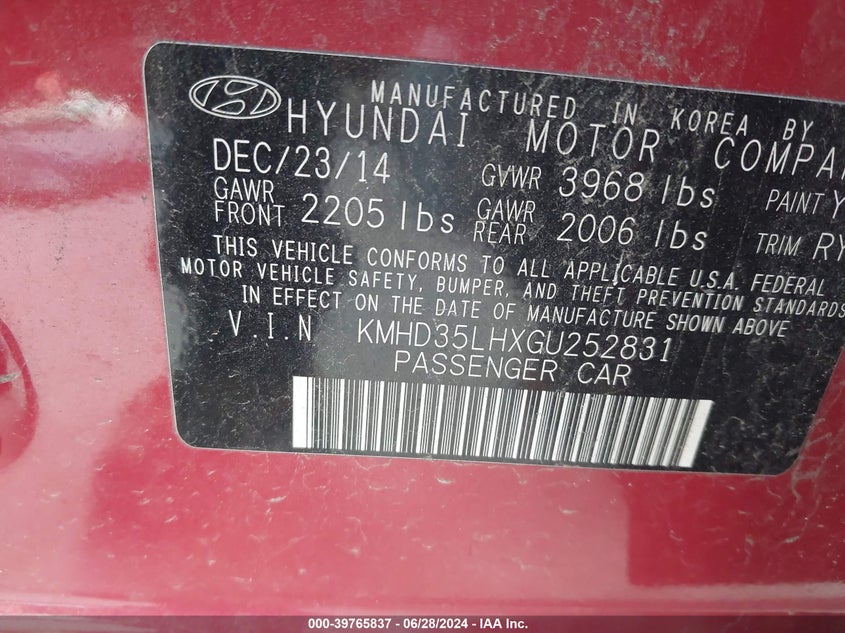 MANUFACTURED IN KOREA BY
HYUNDAI MOTOR COMPA
DEC/23/14 GVWR 3968 lbs PAINT Y
GAWR FRONT 2205 lbs GAWR REAR 2006 lbs TRIM RY
THIS VEHICLE CONFORMS TO ALL APPLICABLE U.S.A. FEDERAL
MOTOR VEHICLE SAFETY, BUMPER, AND THEFT PREVENTION STANDARDS
IN EFFECT ON THE DATE OF MANUFACTURE SHOWN ABOVE
V.I.N KMHD35LHXGU252831
PASSENGER CAR
000-39765837 - 06/28/2024 - IAA Inc.